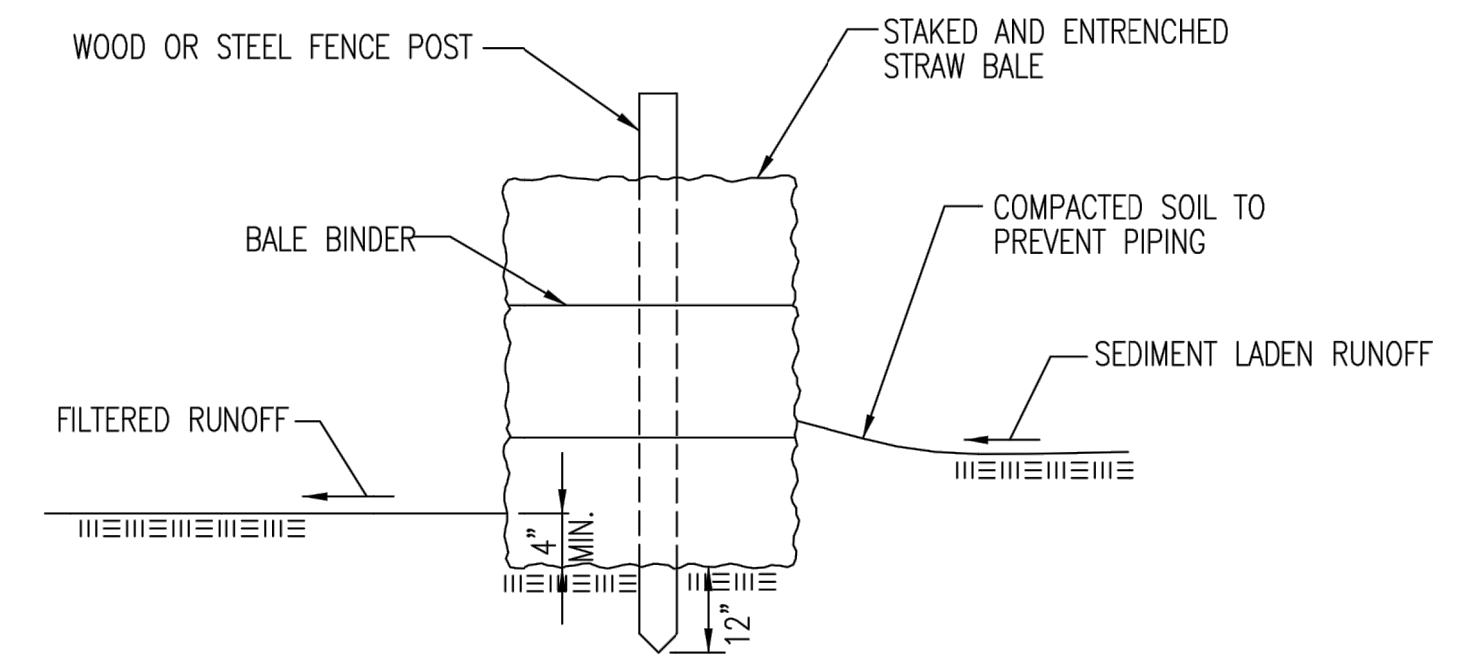 WOOD OR STEEL FENCE POST
STAKED AND ENTRENCHED
STRAW BALE
BALE BINDER
COMPACTED SOIL TO
PREVENT PIPING
SEDIMENT LADEN RUNOFF
FILTERED RUNOFF
4"
MIN.
12"